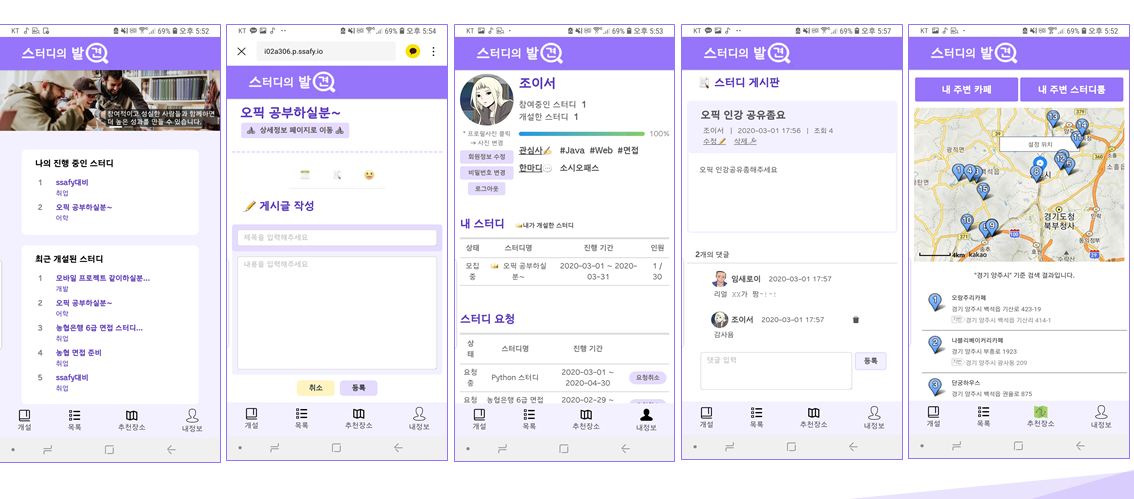 KT 69% 오후 5:52
스터디의 발견
참여적이고 성실한 사람들과 함께하면
더 높은 성과를 만들 수 있습니다.
나의 진행 중인 스터디
1 ssafy대비
취업
2 오픽 공부하실분~
어학
최근 개설된 스터디
1 모바일 프로젝트 같이하실분...
개발
2 오픽 공부하실분~
어학
3 농협은행 6급 면접 스터디...
취업
4 농협 면접 준비
취업
5 ssafy대비
취업
개설 목록 추천장소 내정보
KT 69% 오후 5:54
i02a306.p.ssafy.io
스터디의 발견
오픽 공부하실분~
상세정보 페이지로 이동
게시글 작성
제목을 입력해주세요
내용을 입력해주세요
취소 등록
개설 목록 추천장소 내정보
KT 69% 오후 5:53
스터디의 발견
조이서
참여중인 스터디 1
개설한 스터디 1
* 프로필사진 클릭
→ 사진 변경
100%
회원정보 수정
비밀번호 변경
로그아웃
관심사 #Java #Web #면접
한마디 소시오패스
내 스터디 내가 개설한 스터디
상태 스터디명 진행 기간 인원
모집중 오픽 공부하실분~ 2020-03-01 ~ 2020-03-31 1 / 30
스터디 요청
상태 스터디명 진행 기간
요청중 Python 스터디 2020-03-01 ~ 2020-04-30 요청취소
요청 농협은행 6급 면접 2020-02-29 ~
개설 목록 추천장소 내정보
KT 69% 오후 5:57
스터디의 발견
스터디 게시판
오픽 인강 공유좀요
조이서 | 2020-03-01 17:56 | 조회 4
수정 삭제
오픽 인강공유좀해주세요
2개의 댓글
임새로이 2020-03-01 17:57
리얼 xx가 짱
조이서 2020-03-01 17:57
감사욤
댓글 입력
등록
개설 목록 추천장소 내정보
KT 69% 오후 5:52
스터디의 발견
내 주변 카페 내 주변 스터디룸
설정 위치
광적면
백석읍
경기도청
북부청사
4km kakao
"경기 양주시" 기준 검색결과입니다.
1 오랑주리카페
경기 양주시 백석읍 기산로 423-19
지번 경기 양주시 백석읍 기산리 414-1
2 나블리베이커리카페
경기 양주시 부흥로 1923
지번 경기 양주시 광사동 209
3 단궁하우스
경기 양주시 백석읍 권율로 875
개설 목록 추천장소 내정보